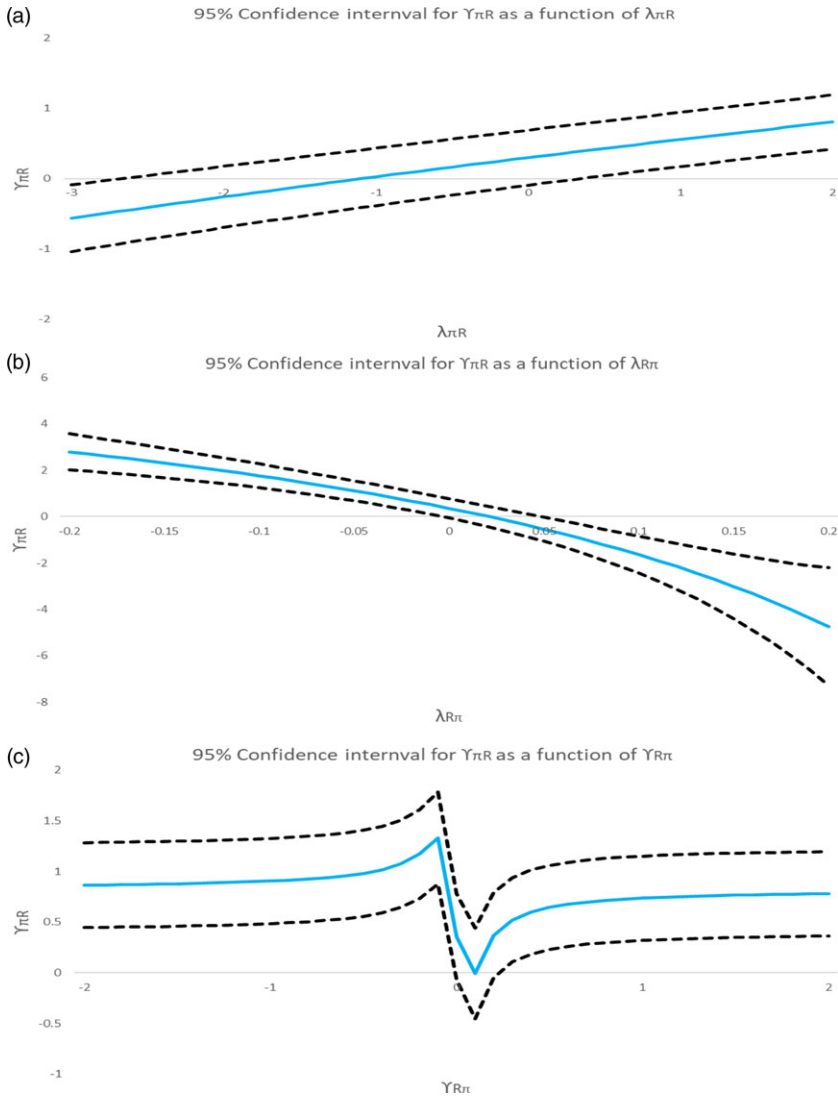 (a)
95% Confidence internval for ϒπR as a function of λπR
2
1
0
-3 -2 -1 0 1 2
-1
-2
ϒπR
λπR
(b)
95% Confidence internval for ϒπR as a function of λRπ
6
4
2
0
-0.2 -0.15 -0.1 -0.05 0 0.05 0.1 0.15 0.2
-2
-4
-6
-8
ϒπR
λRπ
(c)
95% Confidence internval for ϒπR as a function of ϒRπ
2
1.5
1
0.5
0
-2 -1 0 1 2
-0.5
-1
ϒπR
ϒRπ